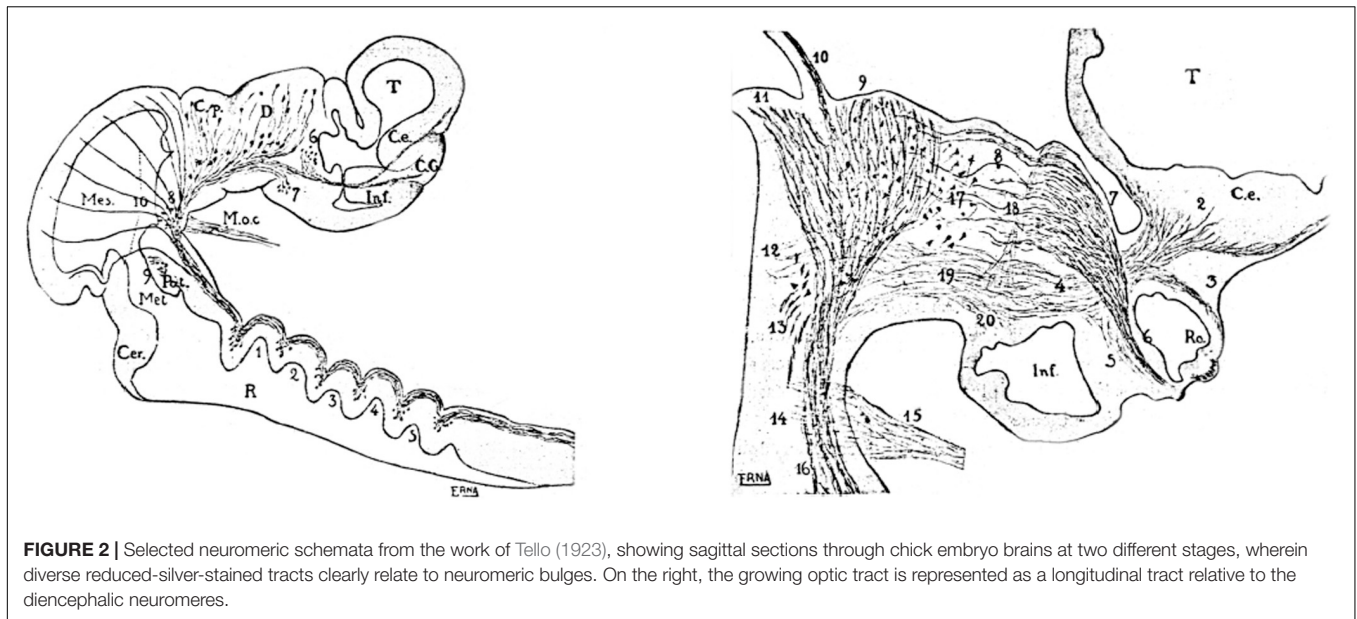 T
C.P.
D
6
C.e.
C.G.
7
Inf.
Mes.
10
8
M.o.c
9
Pat.
Met
Cer.
1
2
R
3
4
5
ERNA
10
9
T
11
8
C.e.
17
7
2
18
12
3
19
4
13
20
6
Ro.
5
Inf.
14
15
16
ERNA
FIGURE 2 | Selected neuromeric schemata from the work of Tello (1923), showing sagittal sections through chick embryo brains at two different stages, wherein
diverse reduced-silver-stained tracts clearly relate to neuromeric bulges. On the right, the growing optic tract is represented as a longitudinal tract relative to the
diencephalic neuromeres.